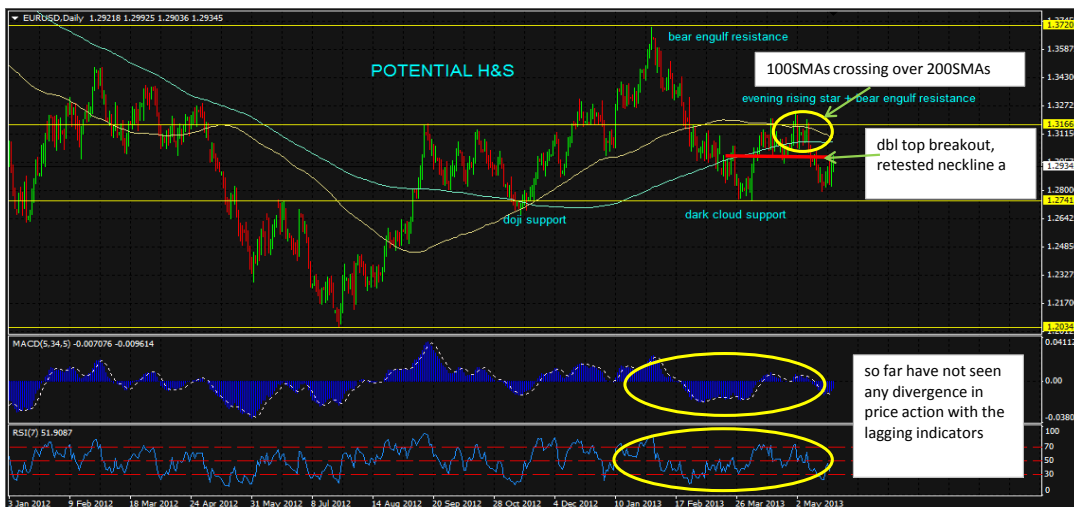 EURUSD,Daily 1.29218 1.29925 1.29036 1.29345
1.3720
bear engulf resistance
1.3587
POTENTIAL H&S
100SMAs crossing over 200SMAs
1.3430
evening rising star + bear engulf resistance
1.3272
1.3166
1.3115
dbl top breakout,
retested neckline a
1.2934
1.2800
1.2741
doji support
dark cloud support
1.2642
1.2485
1.2327
1.2170
1.2034
MACD(5,34,5) -0.007076 -0.009614
0.04112
0.00
-0.0380
so far have not seen
any divergence in
price action with the
lagging indicators
RSI(7) 51.9087
100
70
50
30
0
3 Jan 2012 9 Feb 2012 18 Mar 2012 24 Apr 2012 31 May 2012 8 Jul 2012 14 Aug 2012 20 Sep 2012 28 Oct 2012 4 Dec 2012 10 Jan 2013 17 Feb 2013 26 Mar 2013 2 May 2013